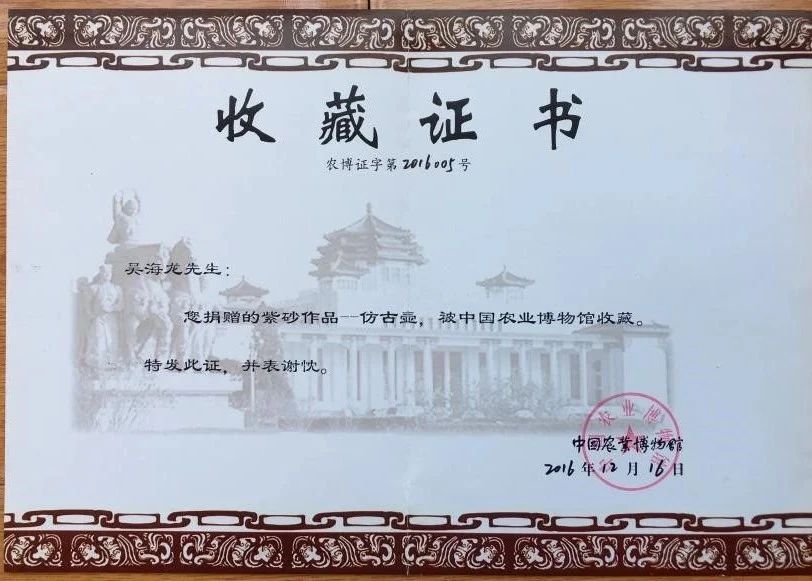 收藏证书
农博证字第2016005号
吴海龙先生：
您捐赠的紫砂作品--仿古壶，被中国农业博物馆收藏。
特发此证，并表谢忱。
中国农业博物馆
2016年12月16日